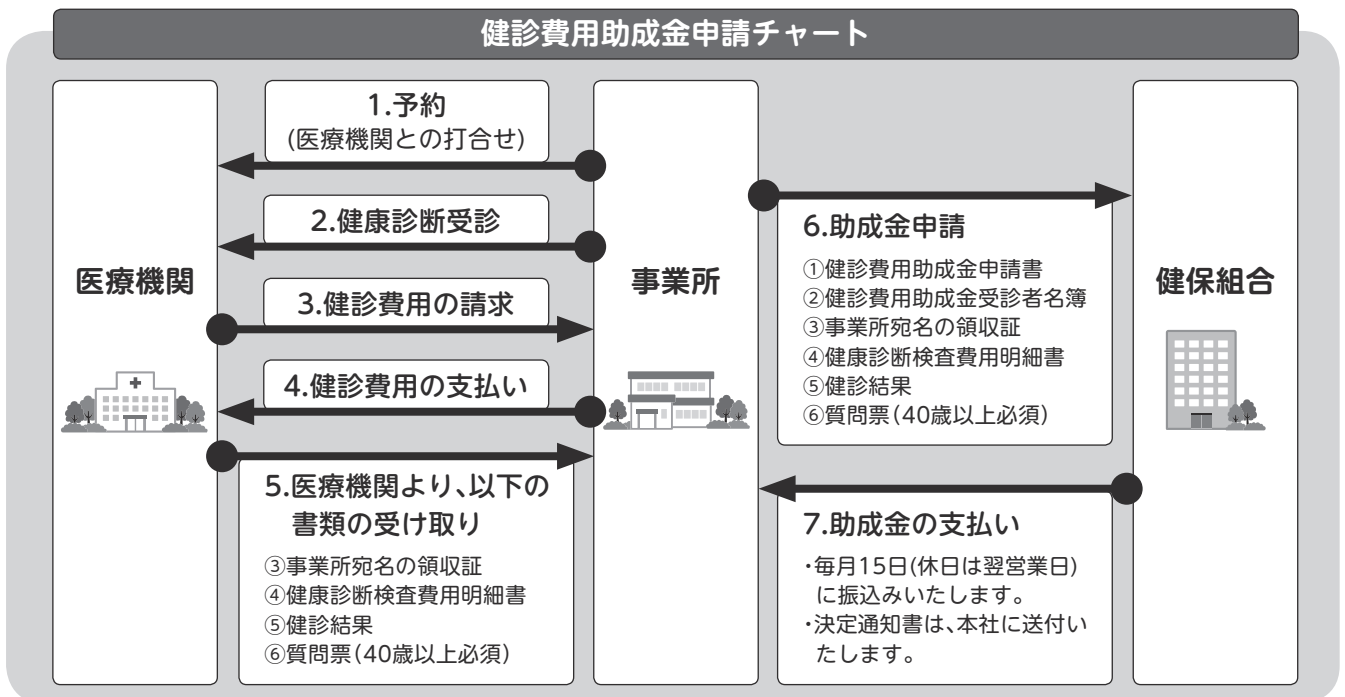 健診費用助成金申請チャート
医療機関
1.予約
(医療機関との打合せ)
2.健康診断受診
3.健診費用の請求
4.健診費用の支払い
5.医療機関より、以下の
書類の受け取り
③事業所宛名の領収証
④健康診断検査費用明細書
⑤健診結果
⑥質問票(40歳以上必須)
事業所
6.助成金申請
①健診費用助成金申請書
②健診費用助成金受診者名簿
③事業所宛名の領収証
④健康診断検査費用明細書
⑤健診結果
⑥質問票(40歳以上必須)
7.助成金の支払い
・毎月15日(休日は翌営業日)
に振込みいたします。
・決定通知書は、本社に送付い
たします。
健保組合